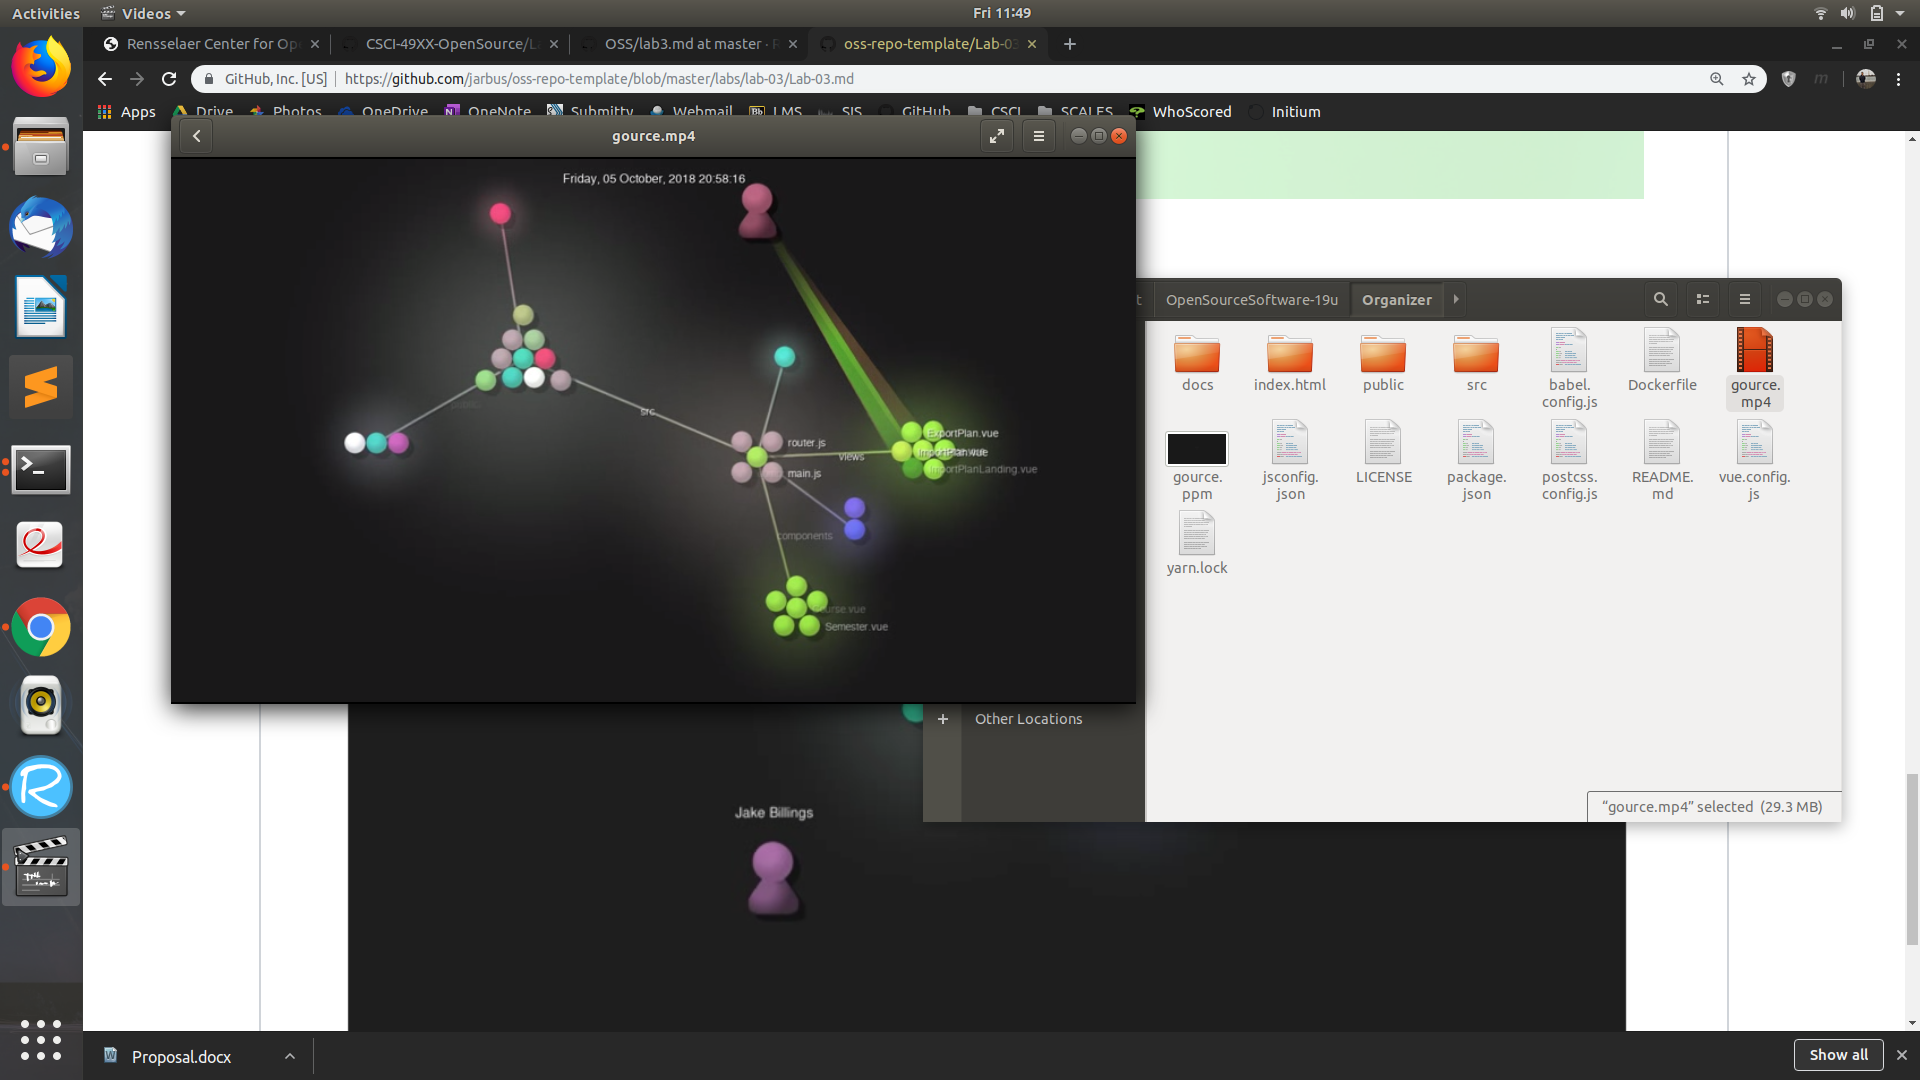 Activities
Videos
Fri 11:49
Rensselaer Center for Op
CSCI-49XX-OpenSource/L
OSS/lab3.md at master · R
oss-repo-template/Lab-03
GitHub, Inc. [US]
https://github.com/jarbus/oss-repo-template/blob/master/labs/lab-03/Lab-03.md
Apps
Drive
Photos
OneDrive
OneNote
Submitty
Webmail
Bb LMS
SIS
GitHub
CSCI
SCALES
WhoScored
Initium
gource.mp4
Friday, 05 October, 2018 20:58:16
src
router.js
views
main.js
ExportPlan.vue
ImportPlanLanding.vue
components
Semester.vue
OpenSourceSoftware-19u
Organizer
docs
index.html
public
src
babel.
config.js
Dockerfile
gource.
mp4
gource.
ppm
jsconfig.
json
LICENSE
package.
json
postcss.
config.js
README.
md
vue.config.
js
yarn.lock
Other Locations
"gource.mp4" selected (29.3 MB)
Jake Billings
Proposal.docx
Show all